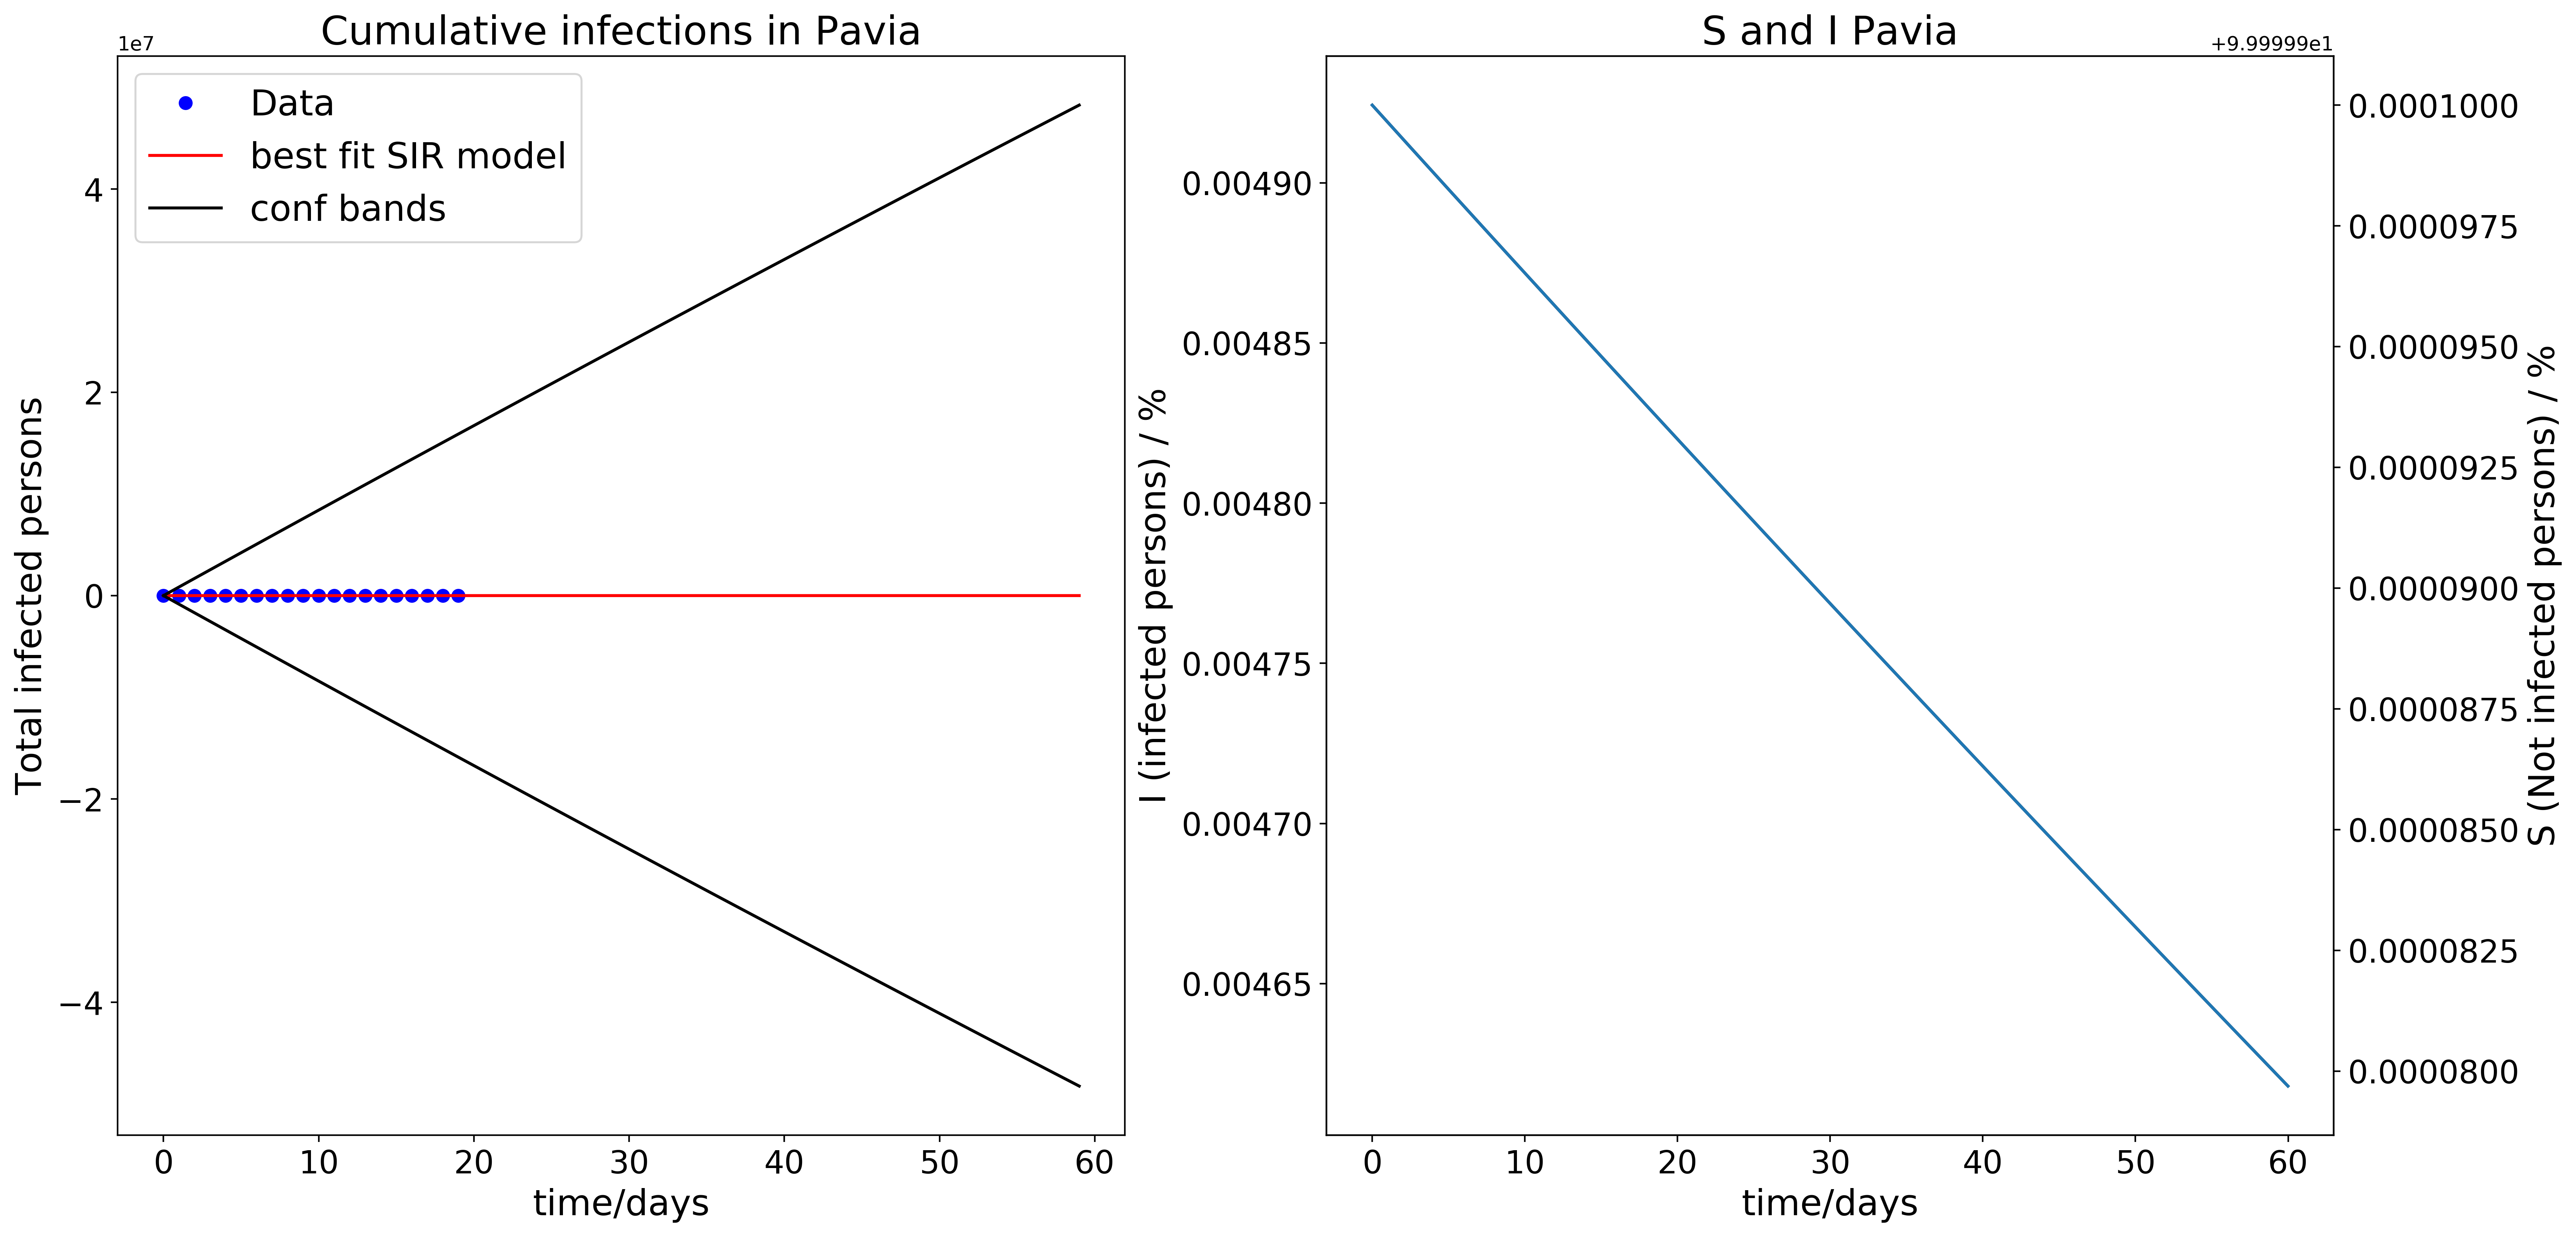 Cumulative infections in Pavia
1e7
Data
best fit SIR model
conf bands
4
2
0
−2
−4
Total infected persons
0 10 20 30 40 50 60
time/days
S and I Pavia
+9.99999e1
0.00490
0.00485
0.00480
0.00475
0.00470
0.00465
I (infected persons) / %
0.0001000
0.0000975
0.0000950
0.0000925
0.0000900
0.0000875
0.0000850
0.0000825
0.0000800
S (Not infected persons) / %
0 10 20 30 40 50 60
time/days